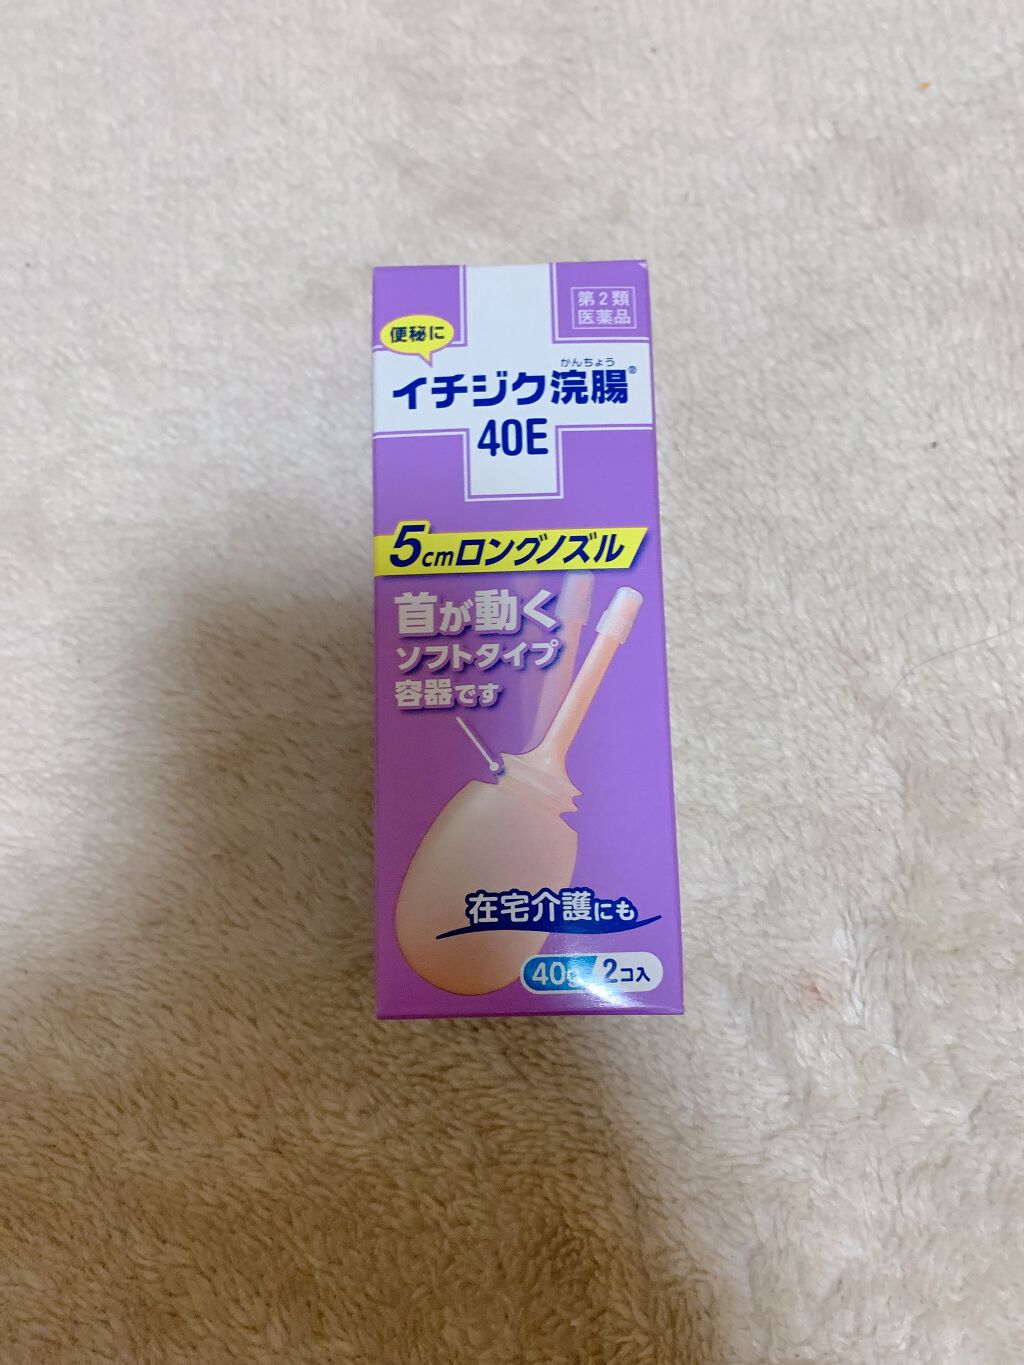 第2類
医薬品
便秘に
かんちょう
イチジク浣腸®
40E
5cmロングノズル
首が動く
ソフトタイプ
容器です
在宅介護にも
40g 2コ入